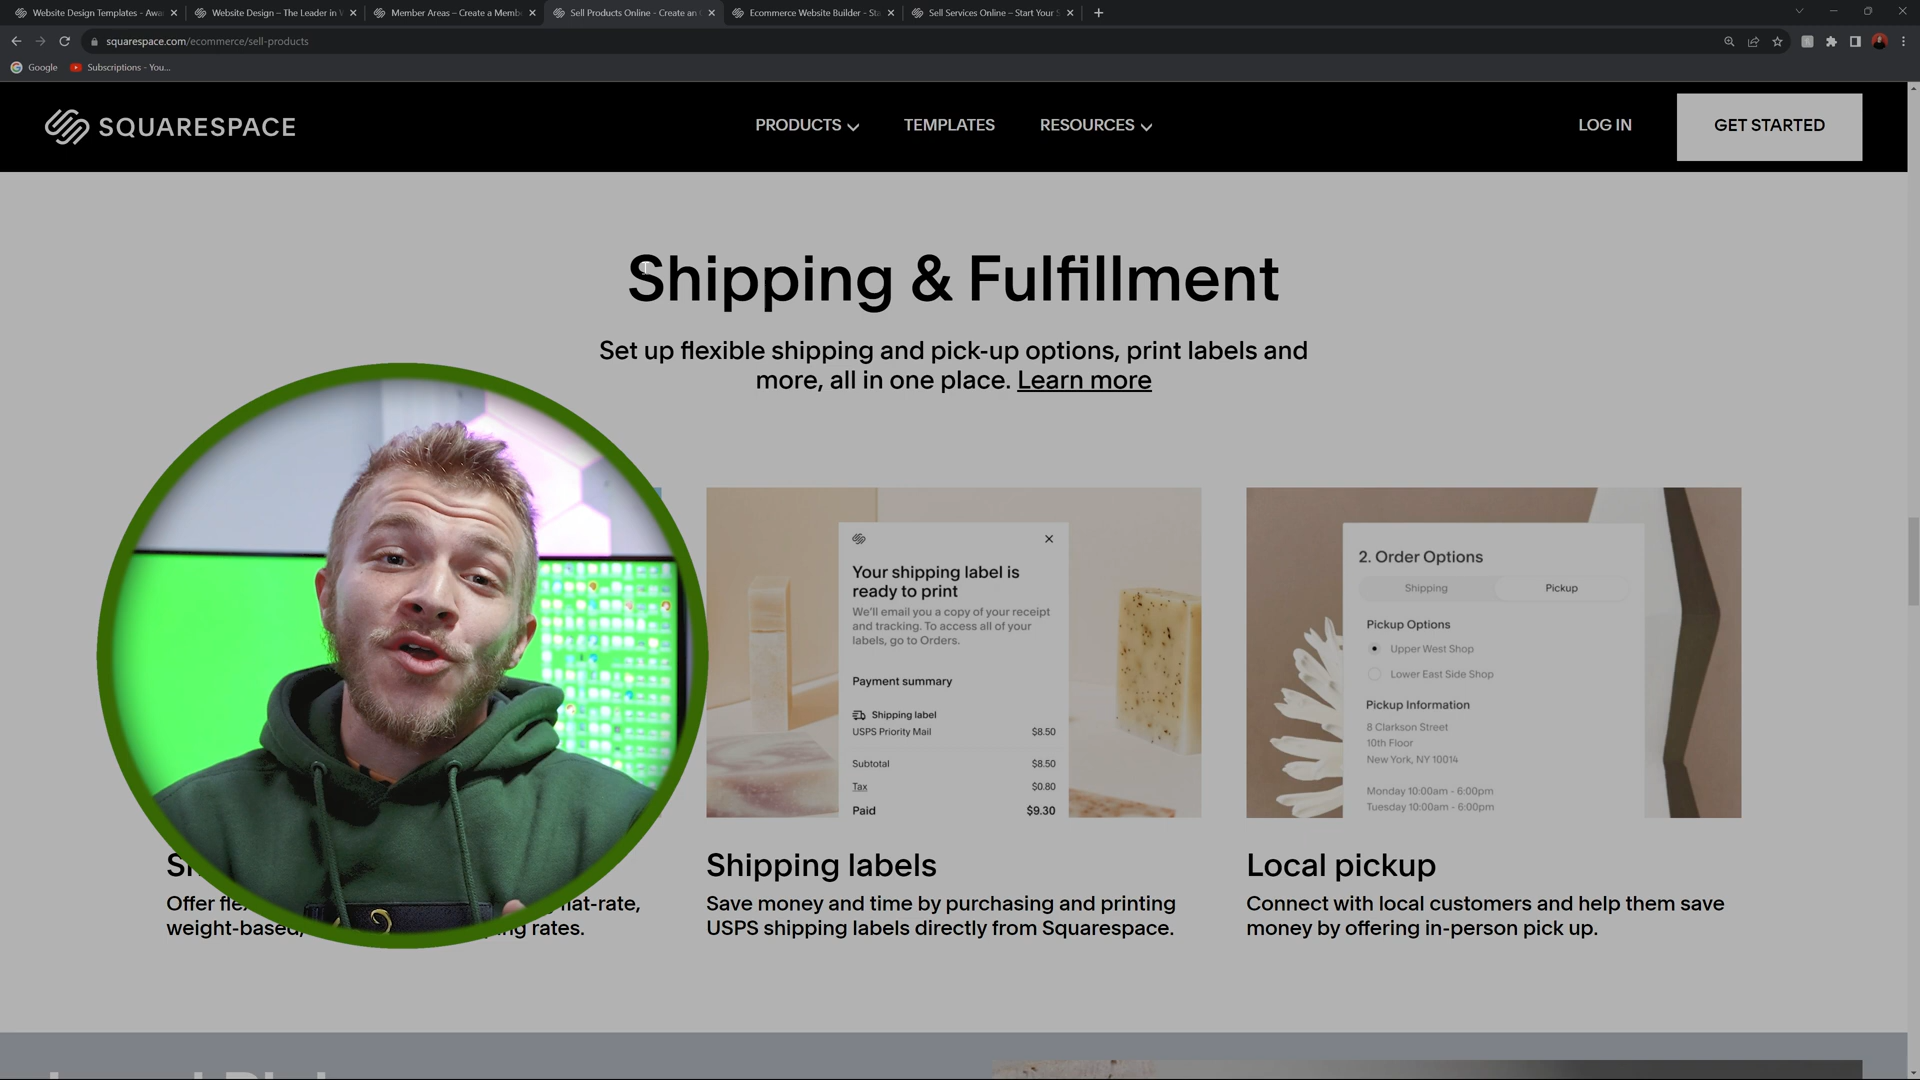 Website Design Templates - Awa
Website Design – The Leader in W
Member Areas – Create a Membe
Sell Products Online - Create an
Ecommerce Website Builder - Sta
Sell Services Online – Start Your S
squarespace.com/ecommerce/sell-products
Google
Subscriptions - You...
SQUARESPACE
PRODUCTS
TEMPLATES
RESOURCES
LOG IN
GET STARTED
Shipping & Fulfillment
Set up flexible shipping and pick-up options, print labels and
more, all in one place. Learn more
Your shipping label is
ready to print
We'll email you a copy of your receipt
and tracking. To access all of your
labels, go to Orders.
Payment summary
Shipping label
USPS Priority Mail $8.50
Subtotal $8.50
Tax $0.80
Paid $9.30
2. Order Options
Shipping
Pickup
Pickup Options
Upper West Shop
Lower East Side Shop
Pickup Information
8 Clarkson Street
10th Floor
New York, NY 10014
Monday 10:00am - 6:00pm
Tuesday 10:00am - 6:00pm
Offer flat-rate,
weight-based, rates.
Shipping labels
Save money and time by purchasing and printing
USPS shipping labels directly from Squarespace.
Local pickup
Connect with local customers and help them save
money by offering in-person pick up.